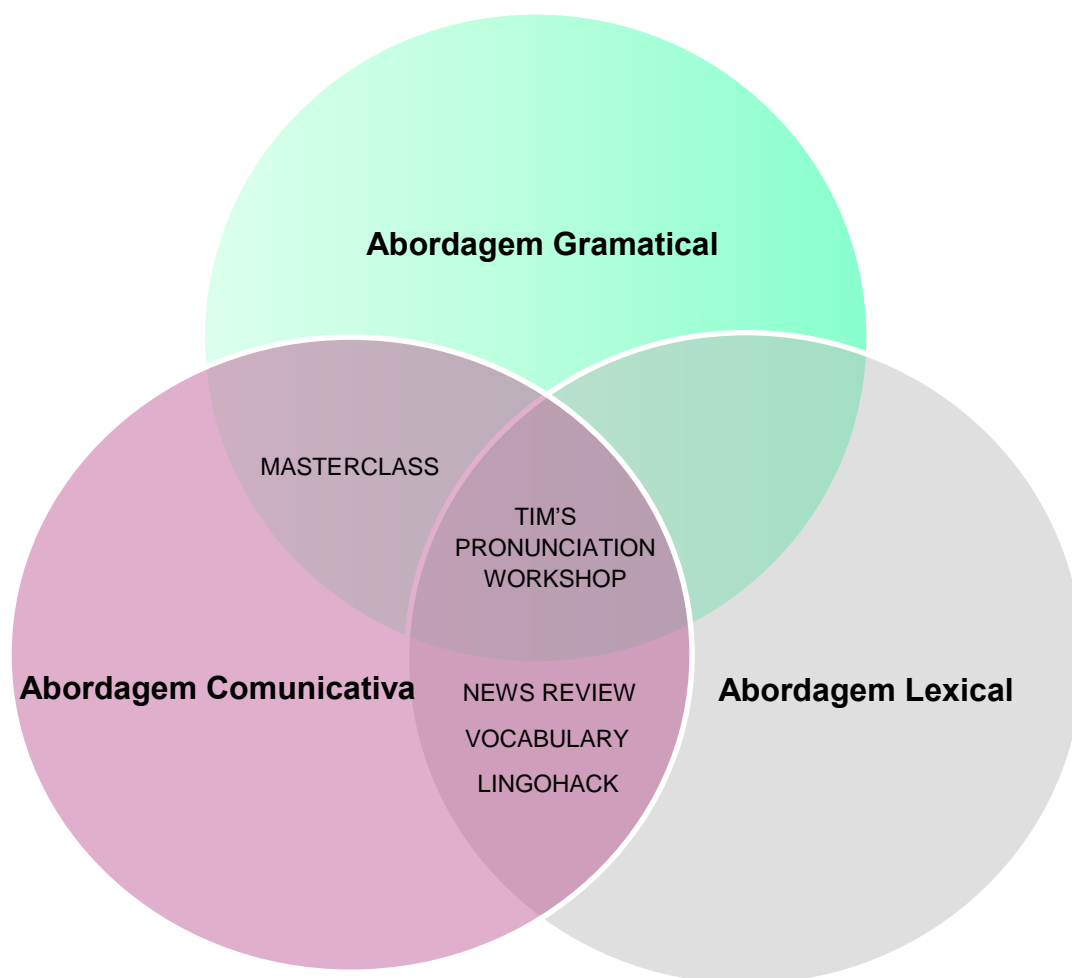 Abordagem Gramatical
MASTERCLASS
TIM'S
PRONUNCIATION
WORKSHOP
Abordagem Comunicativa
NEWS REVIEW
VOCABULARY
LINGOHACK
Abordagem Lexical